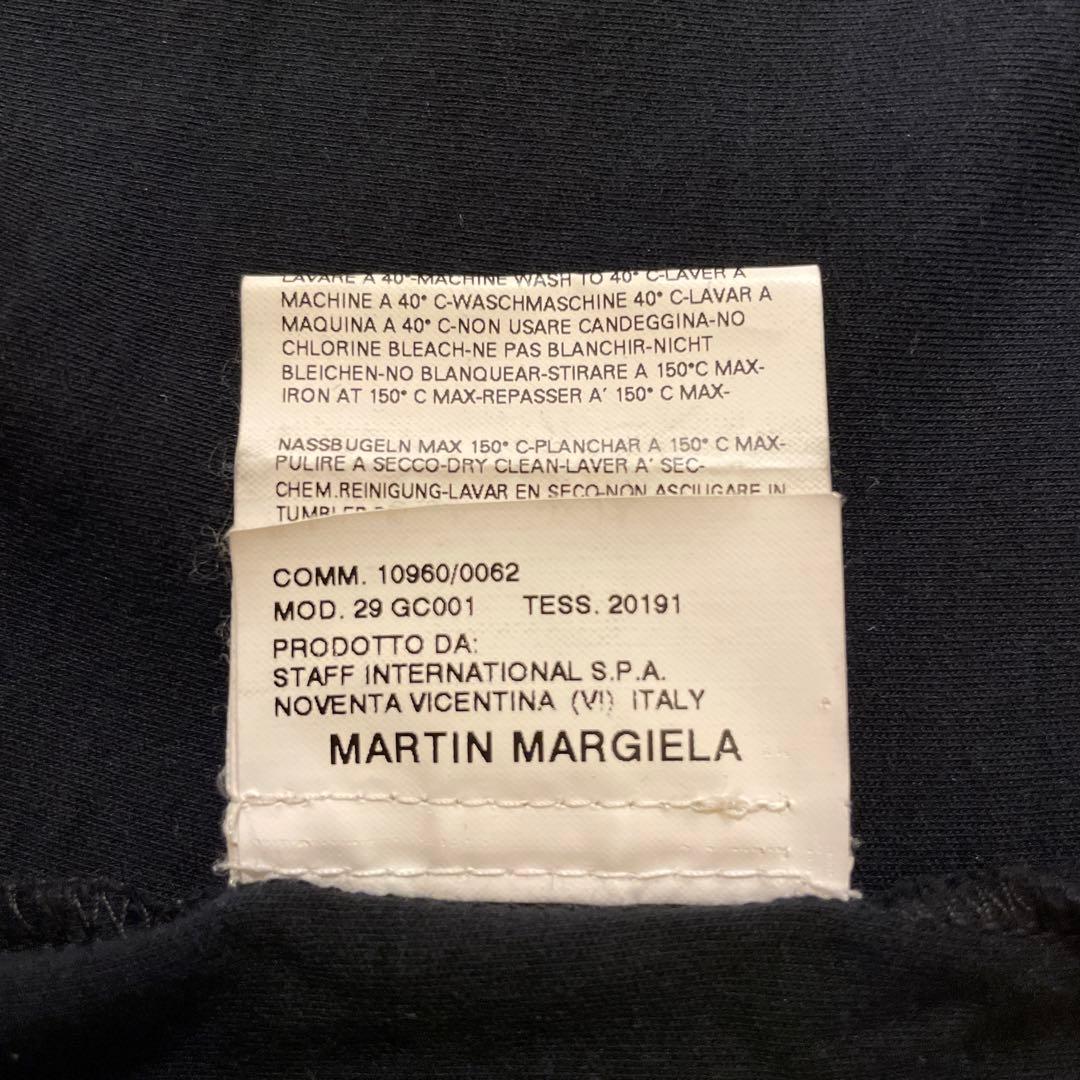 LAVARE A 40°-MACHINE WASH TO 40° C-LAVER A
MACHINE A 40° C-WASCHMASCHINE 40° C-LAVAR A
MAQUINA A 40° C-NON USARE CANDEGGINA-NO
CHLORINE BLEACH-NE PAS BLANCHIR-NICHT
BLEICHEN-NO BLANQUEAR-STIRARE A 150°C MAX-
IRON AT 150° C MAX-REPASSER A' 150° C MAX-
NASSBUGELN MAX 150° C-PLANCHAR A 150° C MAX-
PULIRE A SECCO-DRY CLEAN-LAVER A' SEC-
CHEM.REINIGUNG-LAVAR EN SECO-NON ASCIUGARE IN
COMM. 10960/0062
MOD. 29 GC001 TESS. 20191
PRODOTTO DA:
STAFF INTERNATIONAL S.P.A.
NOVENTA VICENTINA (VI) ITALY
MARTIN MARGIELA